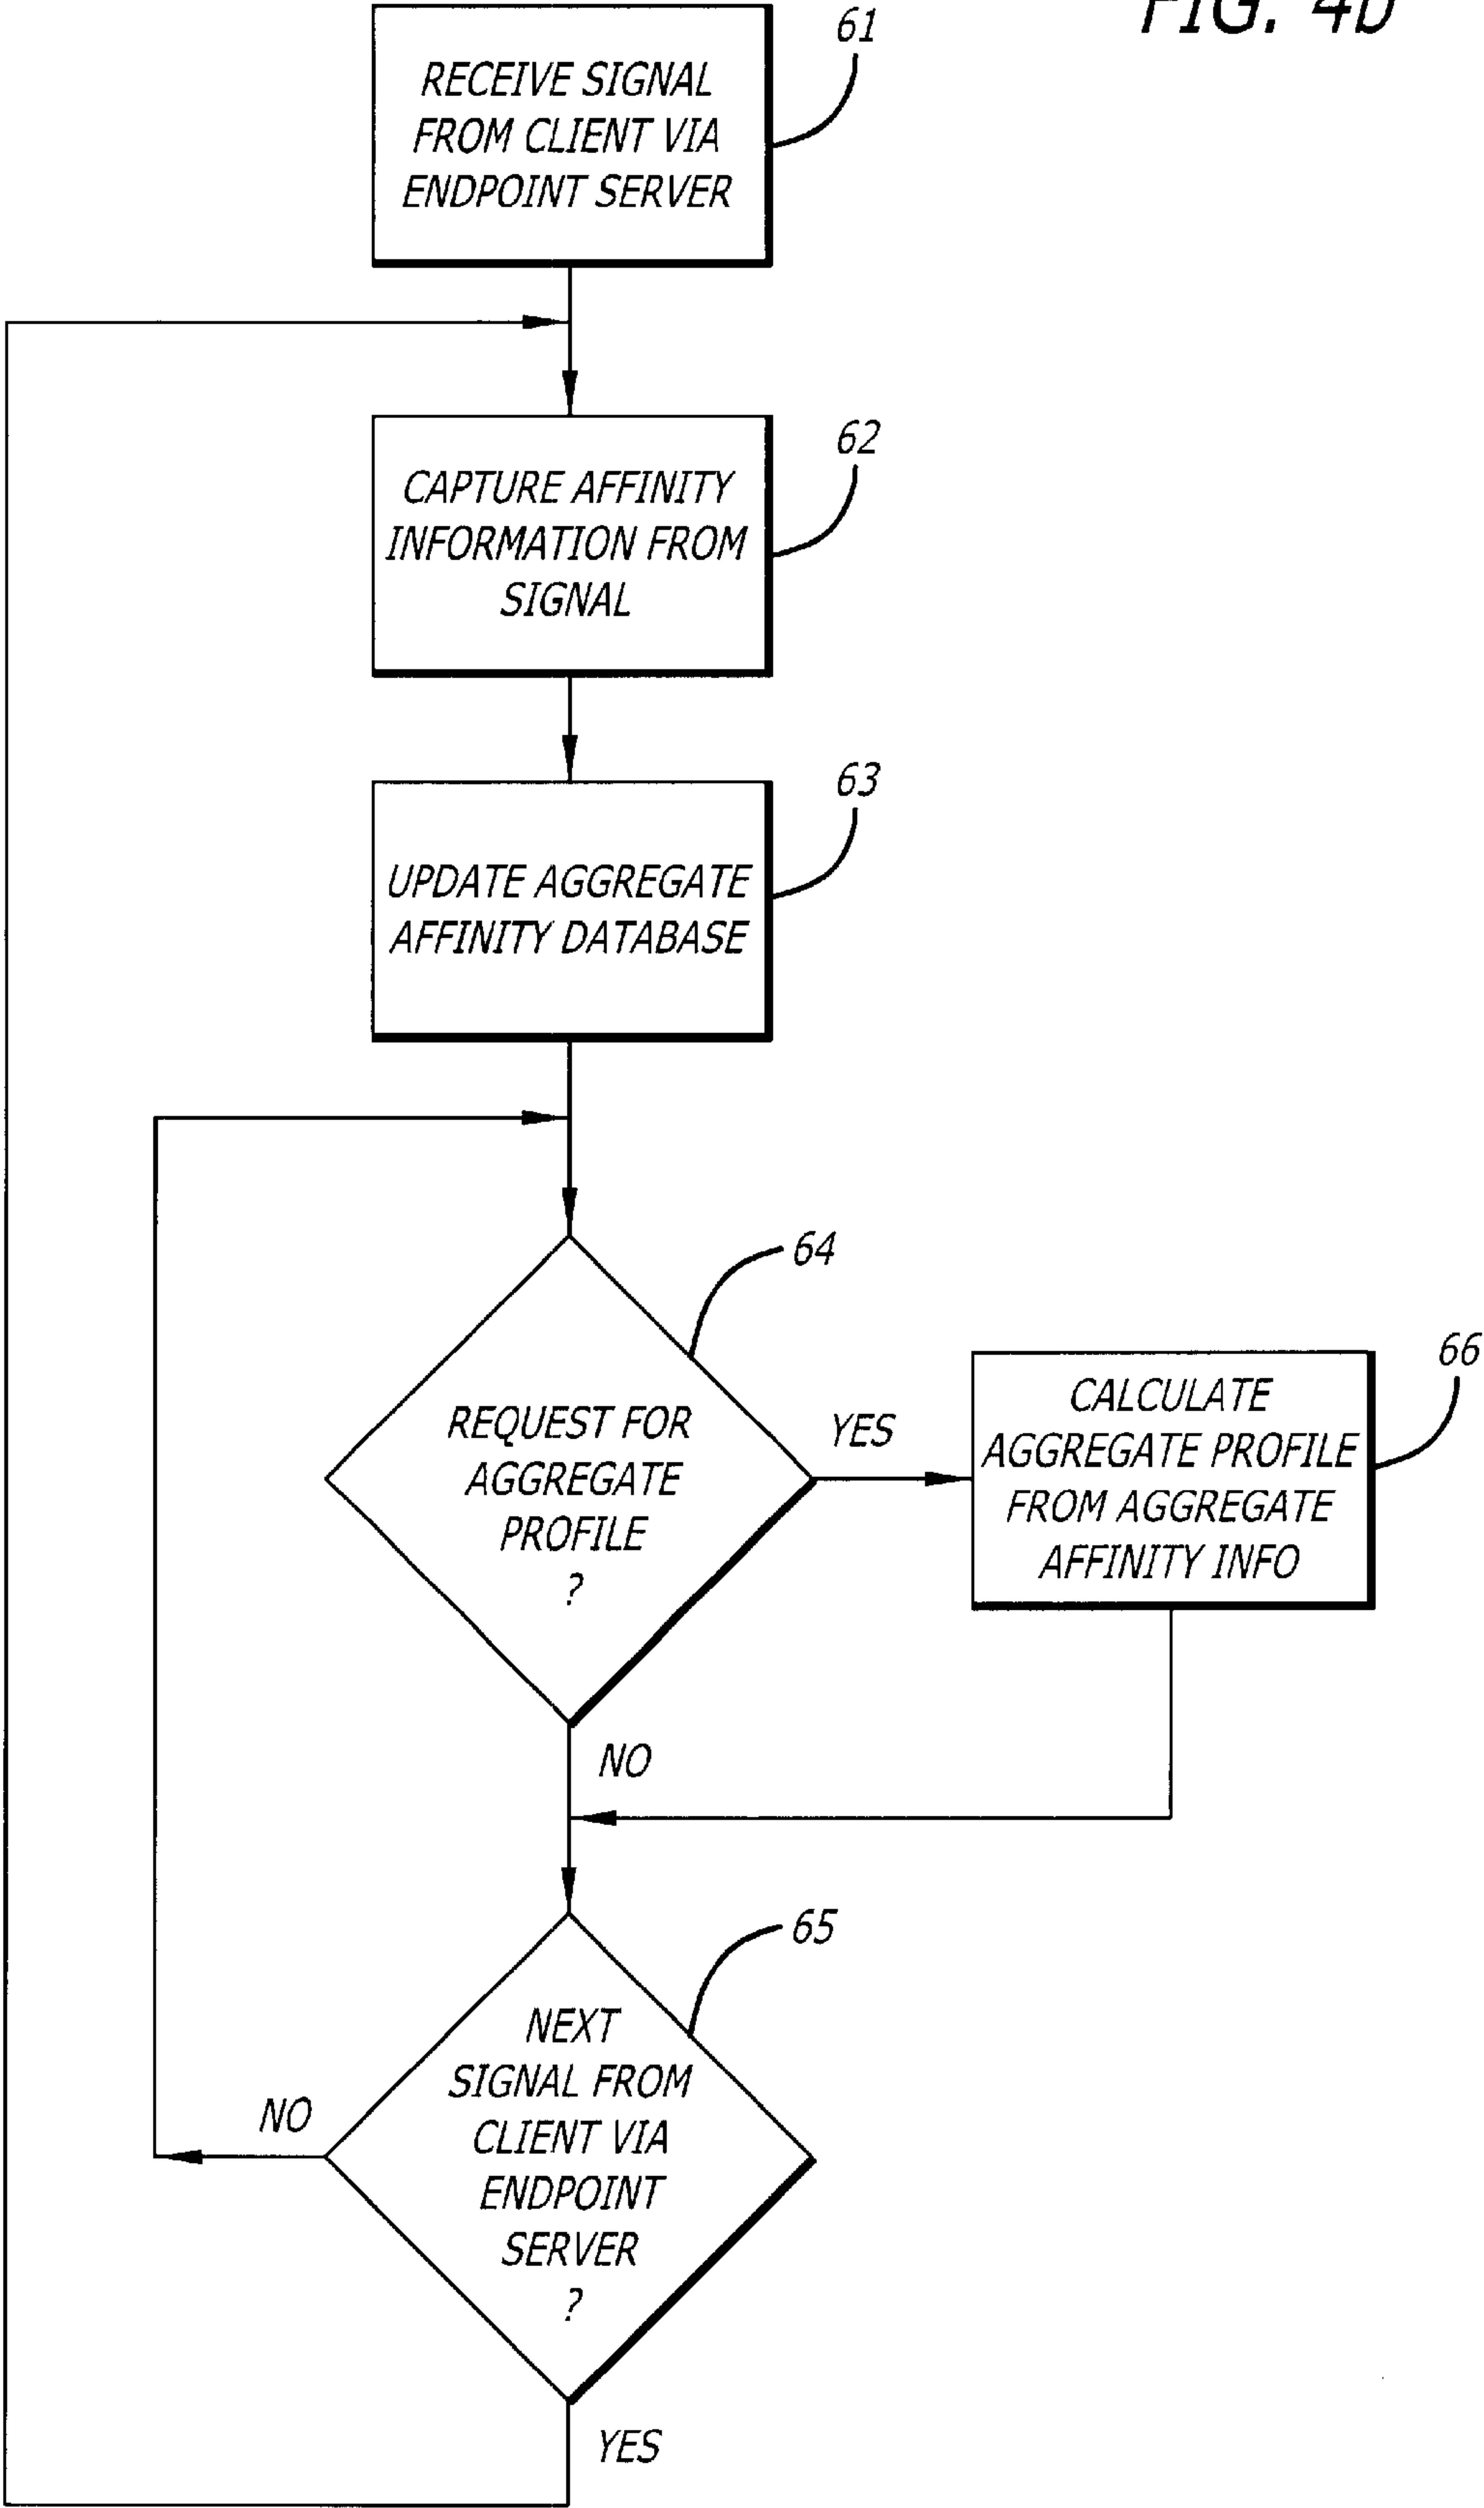 FIG. 4b
61
RECEIVE SIGNAL
FROM CLIENT VIA
ENDPOINT SERVER
62
CAPTURE AFFINITY
INFORMATION FROM
SIGNAL
63
UPDATE AGGREGATE
AFFINITY DATABASE
64
REQUEST FOR
AGGREGATE
PROFILE
?
YES
66
CALCULATE
AGGREGATE PROFILE
FROM AGGREGATE
AFFINITY INFO
NO
65
NEXT
SIGNAL FROM
CLIENT VIA
ENDPOINT
SERVER
?
NO
YES